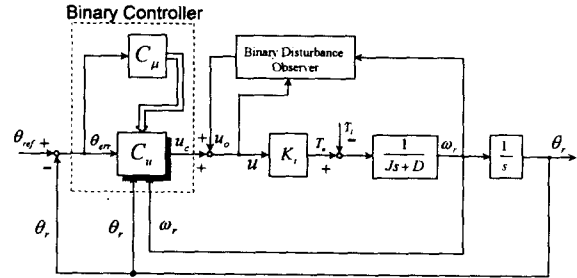 Binary Controller
C_μ
Binary Disturbance
Observer
θ_ref + θ_err C_u u_c + u_o u K_t T_e T_l − 1/(Js+D) ω_r 1/s θ_r
− + +
θ_r θ_r ω_r